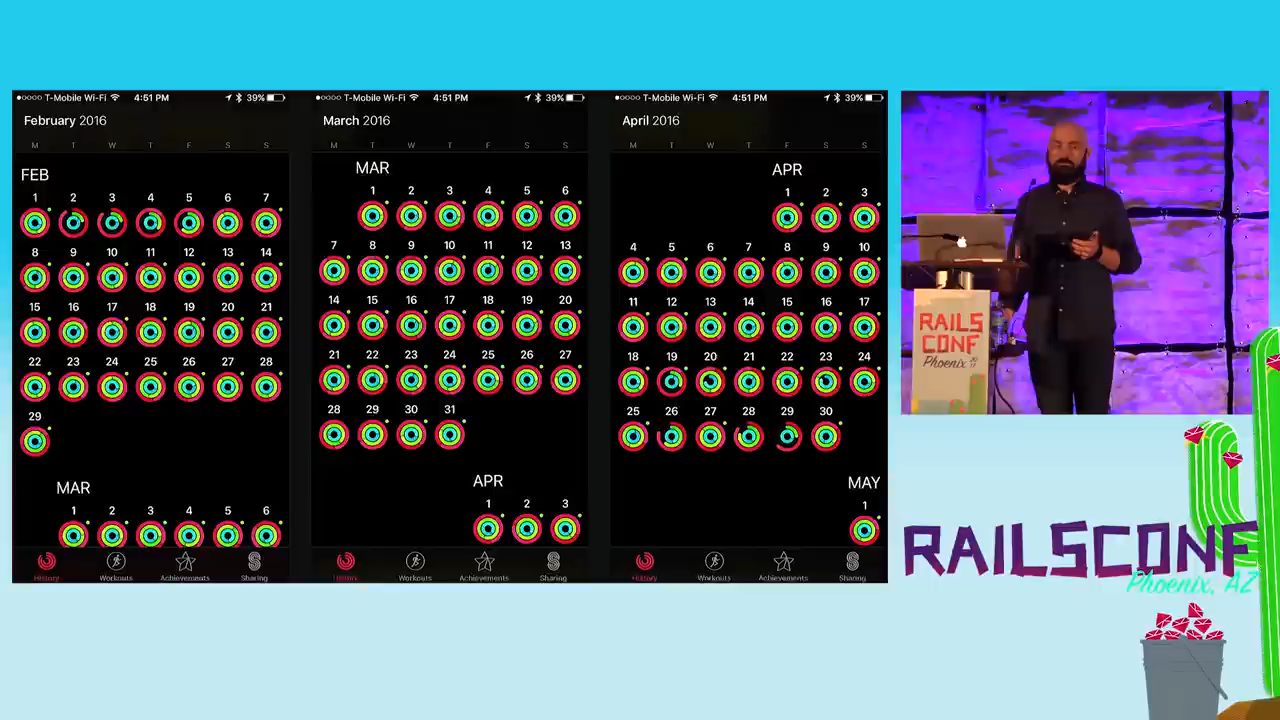 T-Mobile Wi-Fi 4:51 PM 39%
February 2016
M T W T F S S
FEB
1 2 3 4 5 6 7
8 9 10 11 12 13 14
15 16 17 18 19 20 21
22 23 24 25 26 27 28
29
MAR
1 2 3 4 5 6
History Workouts Achievements Sharing
T-Mobile Wi-Fi 4:51 PM 39%
March 2016
M T W T F S S
MAR
1 2 3 4 5 6
7 8 9 10 11 12 13
14 15 16 17 18 19 20
21 22 23 24 25 26 27
28 29 30 31
APR
1 2 3
History Workouts Achievements Sharing
T-Mobile Wi-Fi 4:51 PM 39%
April 2016
M T W T F S S
APR
1 2 3
4 5 6 7 8 9 10
11 12 13 14 15 16 17
18 19 20 21 22 23 24
25 26 27 28 29 30
MAY
1
History Workouts Achievements Sharing
RAILS
CONF
Phoenix 2017
RAILSCONF
Phoenix, AZ